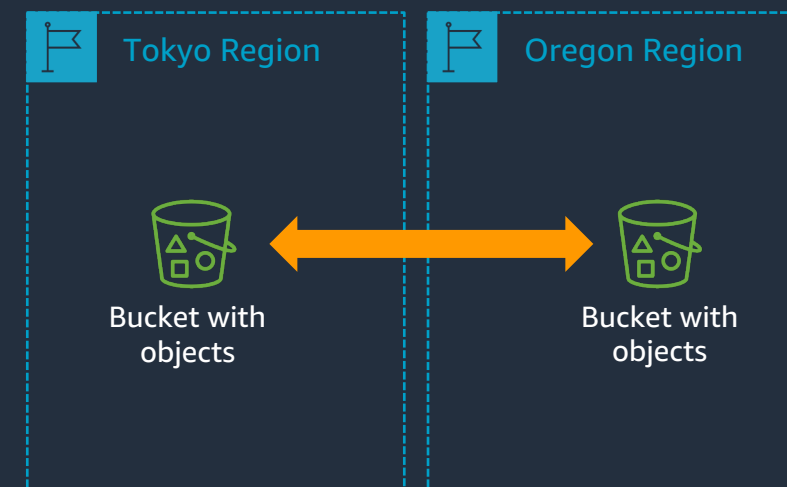 Tokyo Region
Oregon Region
Bucket with
objects
Bucket with
objects